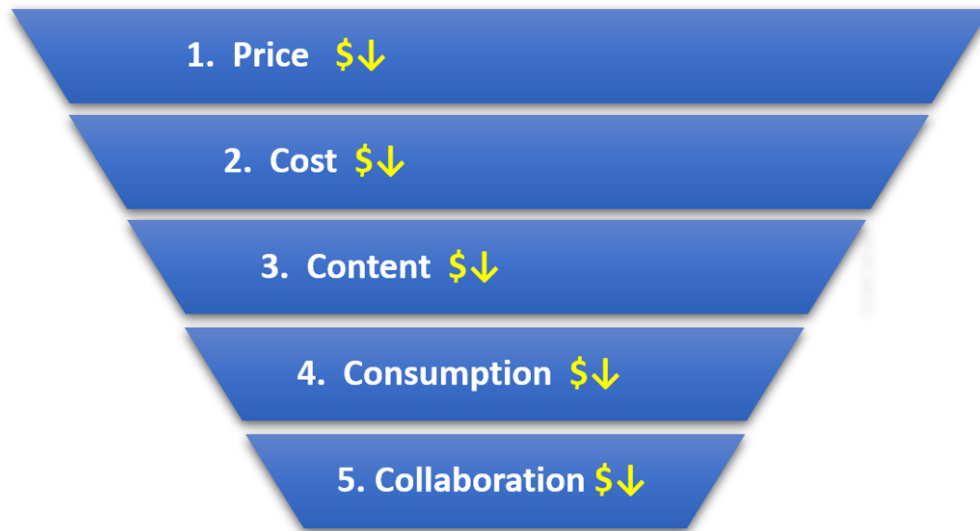 1. Price $↓
2. Cost $↓
3. Content $↓
4. Consumption $↓
5. Collaboration $↓